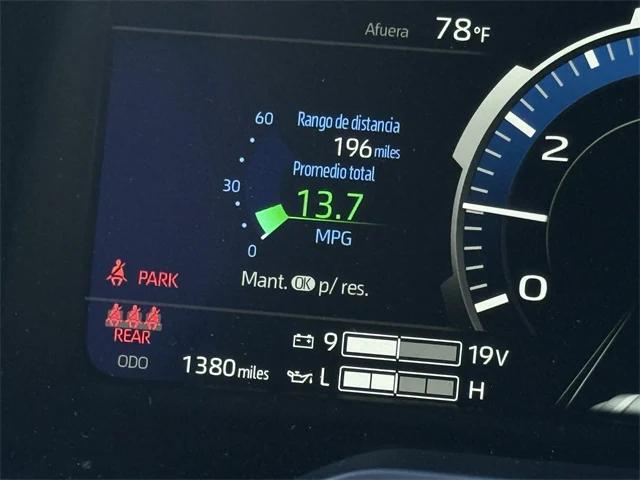 Afuera 78°F
60 Rango de distancia
196 miles
Promedio total
30 13.7
MPG
0
Mant. OK p/ res.
PARK
REAR
ODO 1380 miles
9 19V
L H
2
0